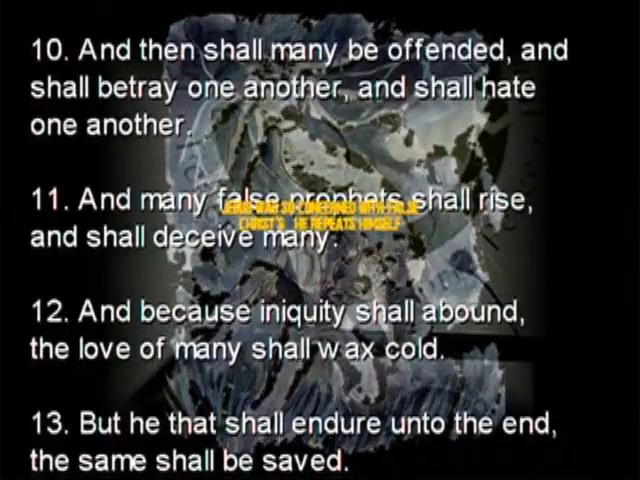 10. And then shall many be offended, and
shall betray one another, and shall hate
one another.
11. And many false prophets shall rise,
JESUS WAS SO CONCERNED WITH FALSE
CHRIST'S HE REPEATS HIMSELF
and shall deceive many.
12. And because iniquity shall abound,
the love of many shall wax cold.
13. But he that shall endure unto the end,
the same shall be saved.